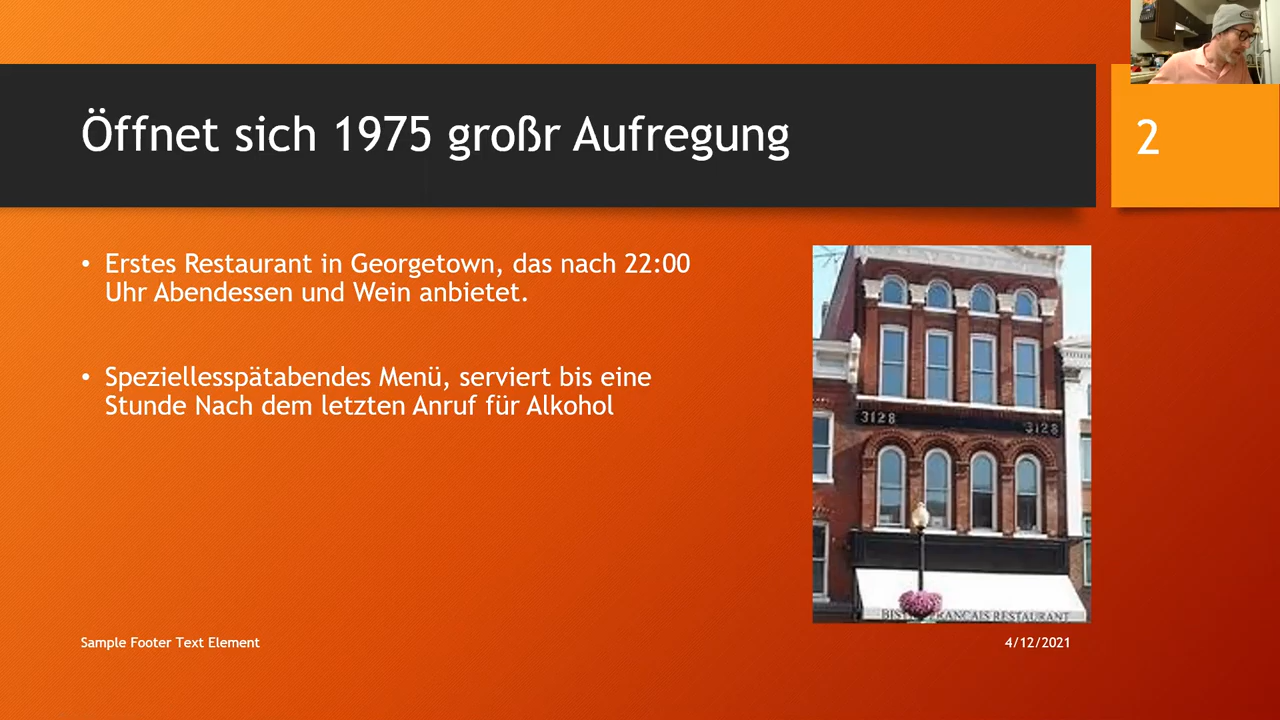 Öffnet sich 1975 großr Aufregung
2
• Erstes Restaurant in Georgetown, das nach 22:00
Uhr Abendessen und Wein anbietet.
• Speziellesspätabendes Menü, serviert bis eine
Stunde Nach dem letzten Anruf für Alkohol
3128
3128
RESTAURANT
Sample Footer Text Element
4/12/2021